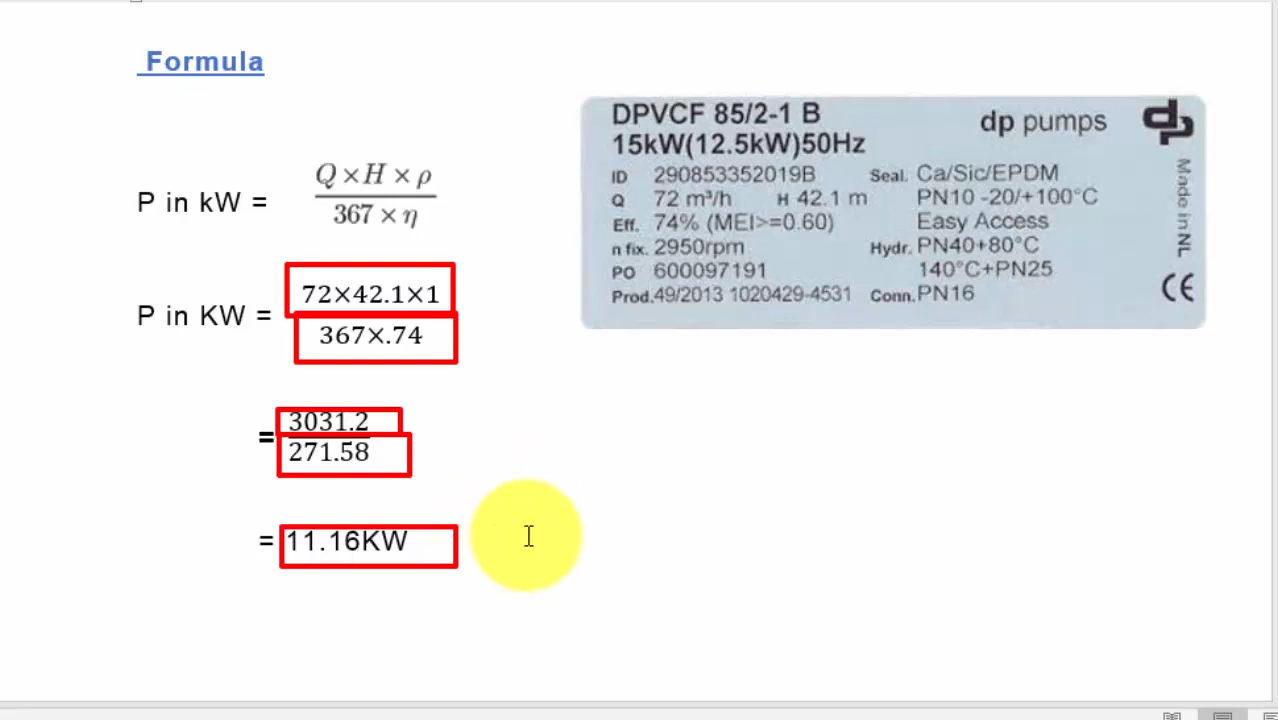 Formula
P in kW = Q×H×ρ / 367×η
P in KW = 72×42.1×1 / 367×.74
= 3031.2 / 271.58
= 11.16KW
DPVCF 85/2-1 B
dp pumps
dp
15kW(12.5kW)50Hz
ID 290853352019B Seal. Ca/Sic/EPDM
Q 72 m³/h H 42.1 m PN10 -20/+100°C
Eff. 74% (MEI>=0.60) Easy Access
n fix. 2950rpm Hydr. PN40+80°C
PO 600097191 140°C+PN25
Prod. 49/2013 1020429-4531 Conn. PN16
Made in NL
CE